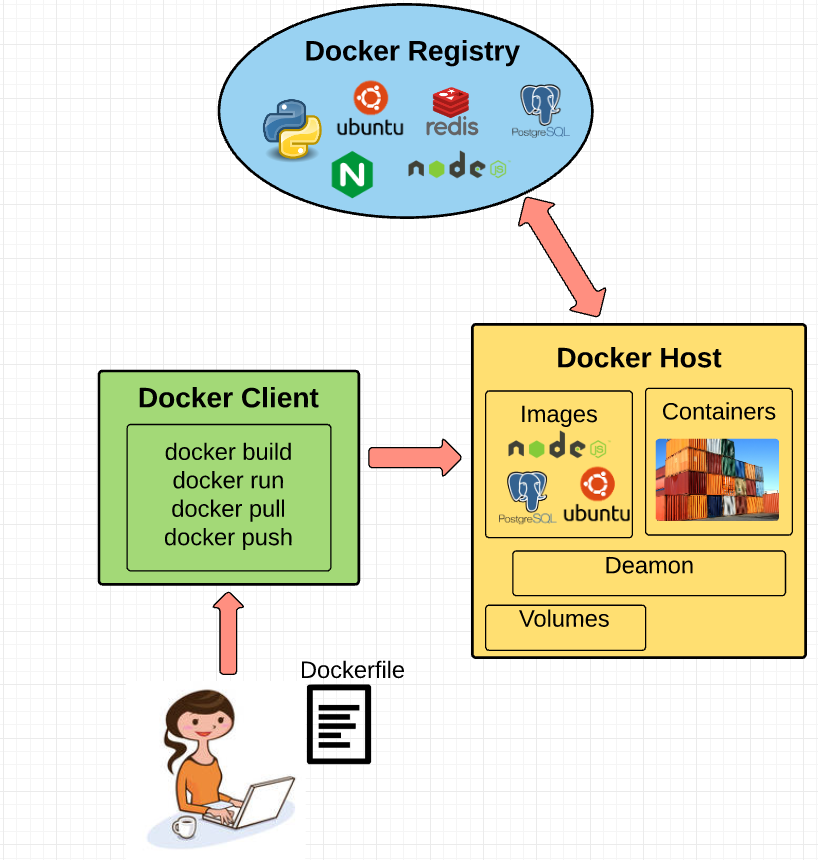 Docker Registry
ubuntu
redis
PostgreSQL
N
node JS
Docker Host
Docker Client
Images
Containers
node JS
docker build
docker run
docker pull
docker push
PostgreSQL
ubuntu
Deamon
Volumes
Dockerfile